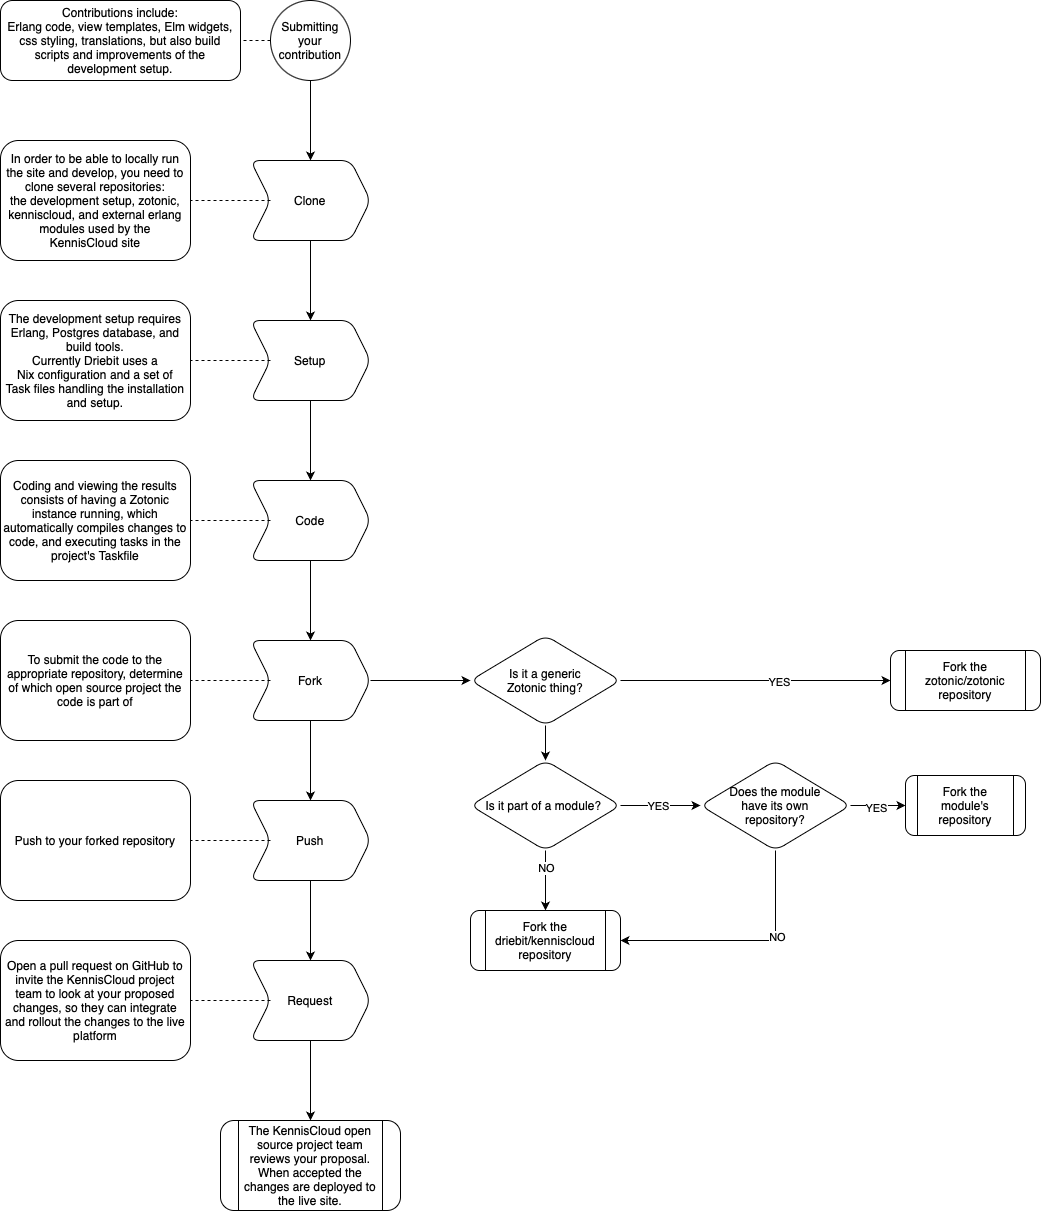 Contributions include:
Erlang code, view templates, Elm widgets,
css styling, translations, but also build
scripts and improvements of the
development setup.
Submitting
your
contribution
In order to be able to locally run
the site and develop, you need to
clone several repositories:
the development setup, zotonic,
kenniscloud, and external erlang
modules used by the
KennisCloud site
Clone
The development setup requires
Erlang, Postgres database, and
build tools.
Currently Driebit uses a
Nix configuration and a set of
Task files handling the installation
and setup.
Setup
Coding and viewing the results
consists of having a Zotonic
instance running, which
automatically compiles changes to
code, and executing tasks in the
project's Taskfile
Code
To submit the code to the
appropriate repository, determine
of which open source project the
code is part of
Fork
Is it a generic
Zotonic thing?
YES
Fork the
zotonic/zotonic
repository
Is it part of a module?
YES
Does the module
have its own
repository?
YES
Fork the
module's
repository
NO
NO
Fork the
driebit/kenniscloud
repository
Push to your forked repository
Push
Open a pull request on GitHub to
invite the KennisCloud project
team to look at your proposed
changes, so they can integrate
and rollout the changes to the live
platform
Request
The KennisCloud open
source project team
reviews your proposal.
When accepted the
changes are deployed to
the live site.